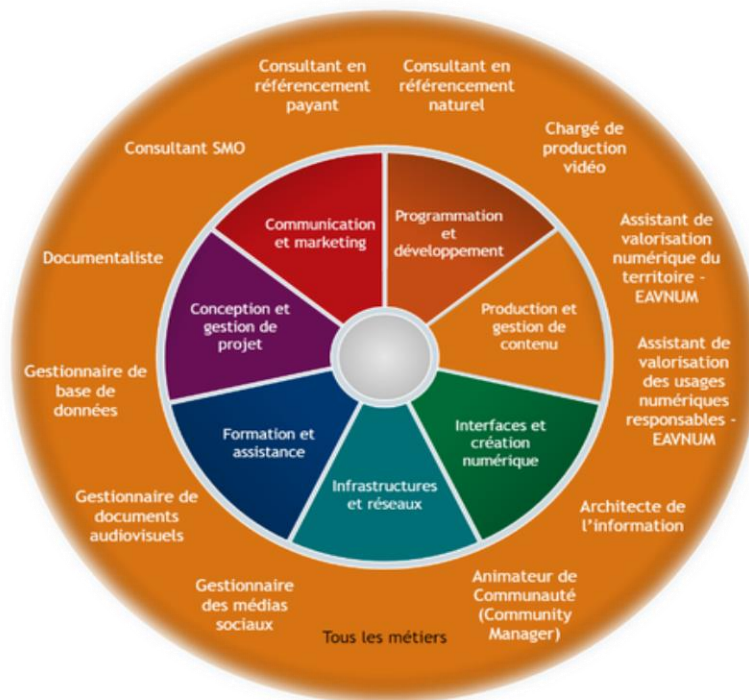 Consultant en
référencement
payant
Consultant en
référencement
naturel
Chargé de
production
vidéo
Consultant SMO
Assistant de
valorisation
numérique du
territoire -
EAVNUM
Documentaliste
Assistant de
valorisation
des usages
numériques
responsables -
EAVNUM
Gestionnaire de
base de
données
Architecte de
l'information
Gestionnaire de
documents
audiovisuels
Animateur de
Communauté
(Community
Manager)
Gestionnaire
des médias
sociaux
Tous les métiers
Communication
et marketing
Programmation
et
développement
Conception et
gestion de
projet
Production et
gestion de
contenu
Formation et
assistance
Interfaces et
création
numérique
Infrastructures
et réseaux